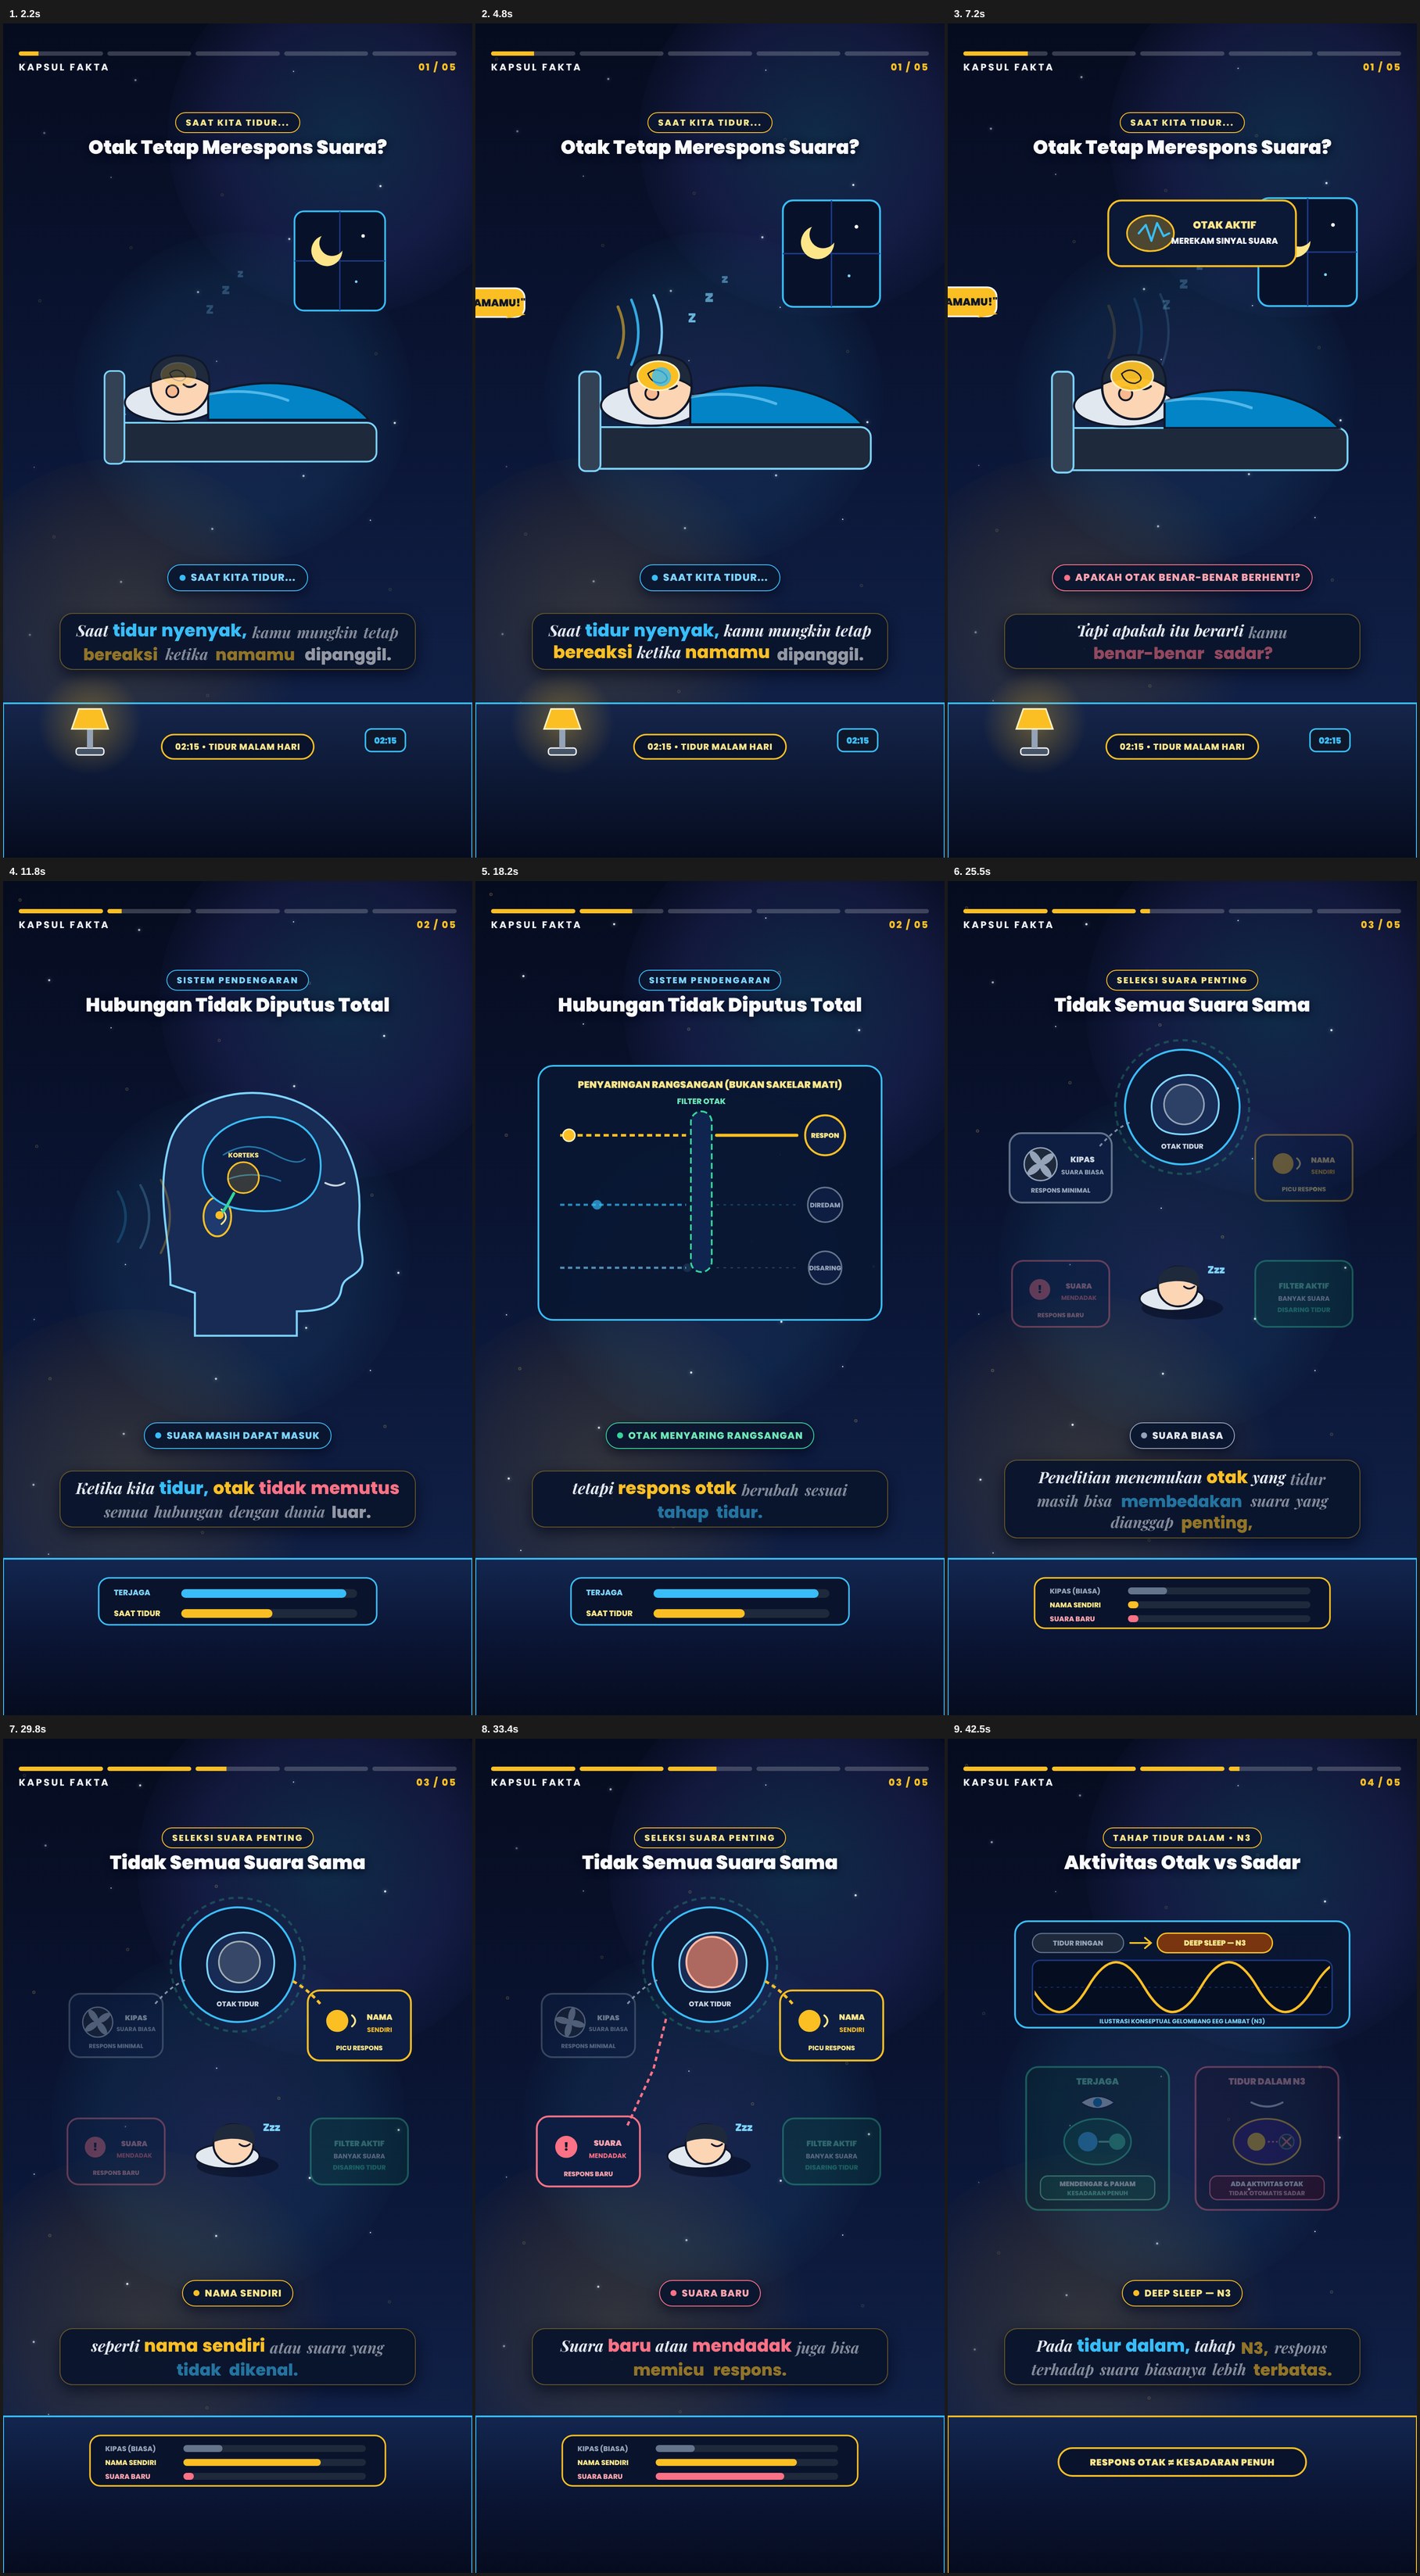 1. 2.2s
KAPSUL FAKTA
01 / 05
SAAT KITA TIDUR...
Otak Tetap Merespons Suara?
z
z
z
SAAT KITA TIDUR...
Saat tidur nyenyak, kamu mungkin tetap
bereaksi ketika namamu dipanggil.
02:15 • TIDUR MALAM HARI
02:15
2. 4.8s
KAPSUL FAKTA
01 / 05
SAAT KITA TIDUR...
Otak Tetap Merespons Suara?
AMAMU!"
z
z
z
SAAT KITA TIDUR...
Saat tidur nyenyak, kamu mungkin tetap
bereaksi ketika namamu dipanggil.
02:15 • TIDUR MALAM HARI
02:15
3. 7.2s
KAPSUL FAKTA
01 / 05
SAAT KITA TIDUR...
Otak Tetap Merespons Suara?
OTAK AKTIF
MEREKAM SINYAL SUARA
AMAMU!"
z
z
APAKAH OTAK BENAR-BENAR BERHENTI?
Tapi apakah itu berarti kamu
benar-benar sadar?
02:15 • TIDUR MALAM HARI
02:15
4. 11.8s
KAPSUL FAKTA
02 / 05
SISTEM PENDENGARAN
Hubungan Tidak Diputus Total
KORTEKS
SUARA MASIH DAPAT MASUK
Ketika kita tidur, otak tidak memutus
semua hubungan dengan dunia luar.
TERJAGA
SAAT TIDUR
5. 18.2s
KAPSUL FAKTA
02 / 05
SISTEM PENDENGARAN
Hubungan Tidak Diputus Total
PENYARINGAN RANGSANGAN (BUKAN SAKELAR MATI)
FILTER OTAK
RESPON
DIREDAM
DISARING
OTAK MENYARING RANGSANGAN
tetapi respons otak berubah sesuai
tahap tidur.
TERJAGA
SAAT TIDUR
6. 25.5s
KAPSUL FAKTA
03 / 05
SELEKSI SUARA PENTING
Tidak Semua Suara Sama
OTAK TIDUR
KIPAS
SUARA BIASA
RESPONS MINIMAL
NAMA
SENDIRI
PICU RESPONS
SUARA
MENDADAK
RESPONS BARU
Zzz
FILTER AKTIF
BANYAK SUARA
DISARING TIDUR
SUARA BIASA
Penelitian menemukan otak yang tidur
masih bisa membedakan suara yang
dianggap penting,
KIPAS (BIASA)
NAMA SENDIRI
SUARA BARU
7. 29.8s
KAPSUL FAKTA
03 / 05
SELEKSI SUARA PENTING
Tidak Semua Suara Sama
OTAK TIDUR
KIPAS
SUARA BIASA
RESPONS MINIMAL
NAMA
SENDIRI
PICU RESPONS
SUARA
MENDADAK
RESPONS BARU
Zzz
FILTER AKTIF
BANYAK SUARA
DISARING TIDUR
NAMA SENDIRI
seperti nama sendiri atau suara yang
tidak dikenal.
KIPAS (BIASA)
NAMA SENDIRI
SUARA BARU
8. 33.4s
KAPSUL FAKTA
03 / 05
SELEKSI SUARA PENTING
Tidak Semua Suara Sama
OTAK TIDUR
KIPAS
SUARA BIASA
RESPONS MINIMAL
NAMA
SENDIRI
PICU RESPONS
SUARA
MENDADAK
RESPONS BARU
Zzz
FILTER AKTIF
BANYAK SUARA
DISARING TIDUR
SUARA BARU
Suara baru atau mendadak juga bisa
memicu respons.
KIPAS (BIASA)
NAMA SENDIRI
SUARA BARU
9. 42.5s
KAPSUL FAKTA
04 / 05
TAHAP TIDUR DALAM • N3
Aktivitas Otak vs Sadar
TIDUR RINGAN
DEEP SLEEP — N3
ILUSTRASI KONSEPTUAL GELOMBANG EEG LAMBAT (N3)
TERJAGA
MENDENGAR & PAHAM
KESADARAN PENUH
TIDUR DALAM N3
ADA AKTIVITAS OTAK
TIDAK OTOMATIS SADAR
DEEP SLEEP — N3
Pada tidur dalam, tahap N3, respons
terhadap suara biasanya lebih terbatas.
RESPONS OTAK ≠ KESADARAN PENUH